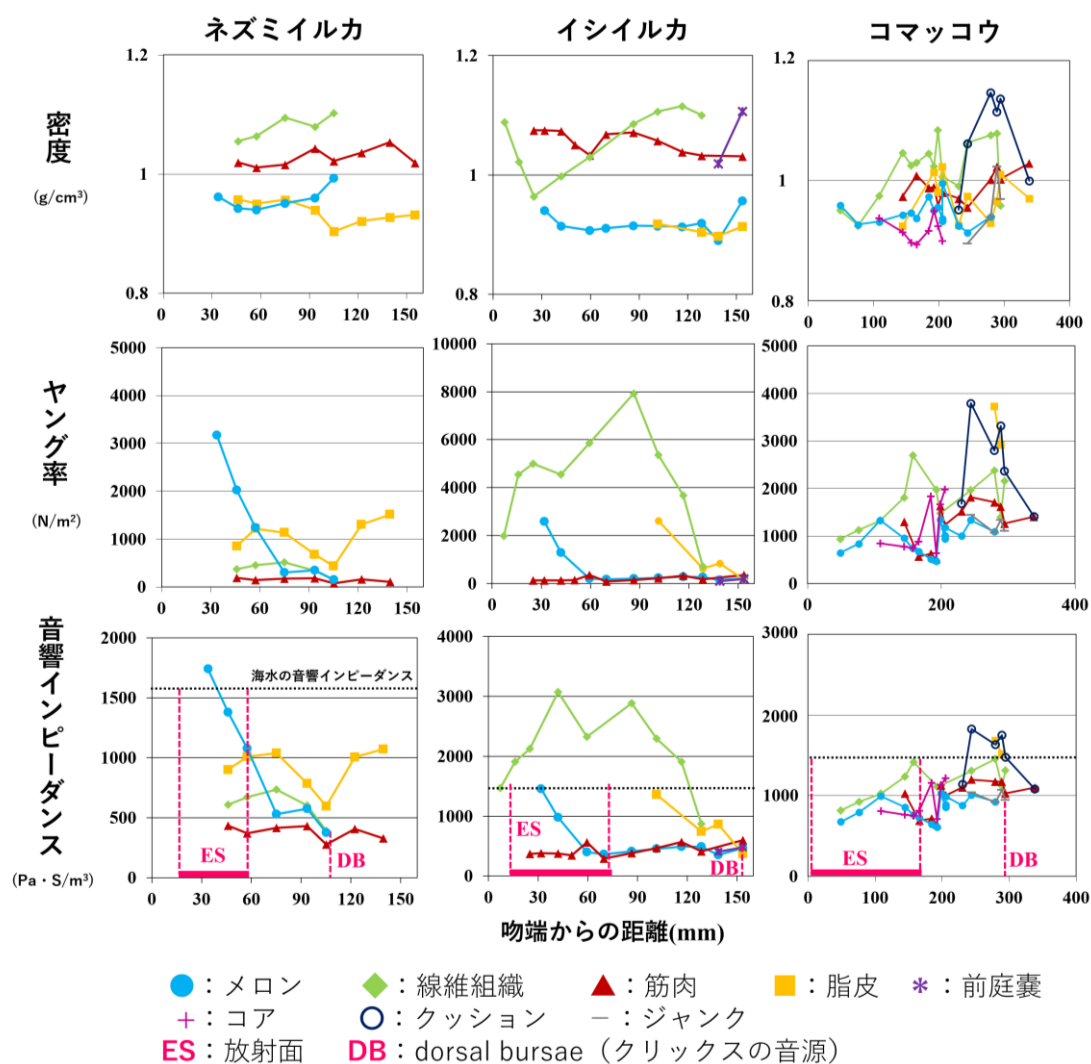 ネズミイルカ イシイルカ コマッコウ
密度
(g/cm³)
1.2
1
0.8
0 30 60 90 120 150
1.2
1
0.8
0 30 60 90 120 150
1.2
1
0.8
0 100 200 300 400
ヤング率
(N/m²)
5000
4000
3000
2000
1000
0
0 30 60 90 120 150
10000
8000
6000
4000
2000
0
0 30 60 90 120 150
5000
4000
3000
2000
1000
0
0 200 400
音響インピーダンス
(Pa・S/m³)
2000
1500
1000
500
0
海水の音響インピーダンス
ES
DB
0 30 60 90 120 150
4000
3000
2000
1000
0
ES
DB
0 30 60 90 120 150
3000
2000
1000
0
ES
DB
0 100 200 300 400
吻端からの距離(mm)
：メロン ：線維組織 ：筋肉 ：脂皮 ＊：前庭嚢
＋：コア ：クッション －：ジャンク
ES：放射面 DB：dorsal bursae（クリックスの音源）